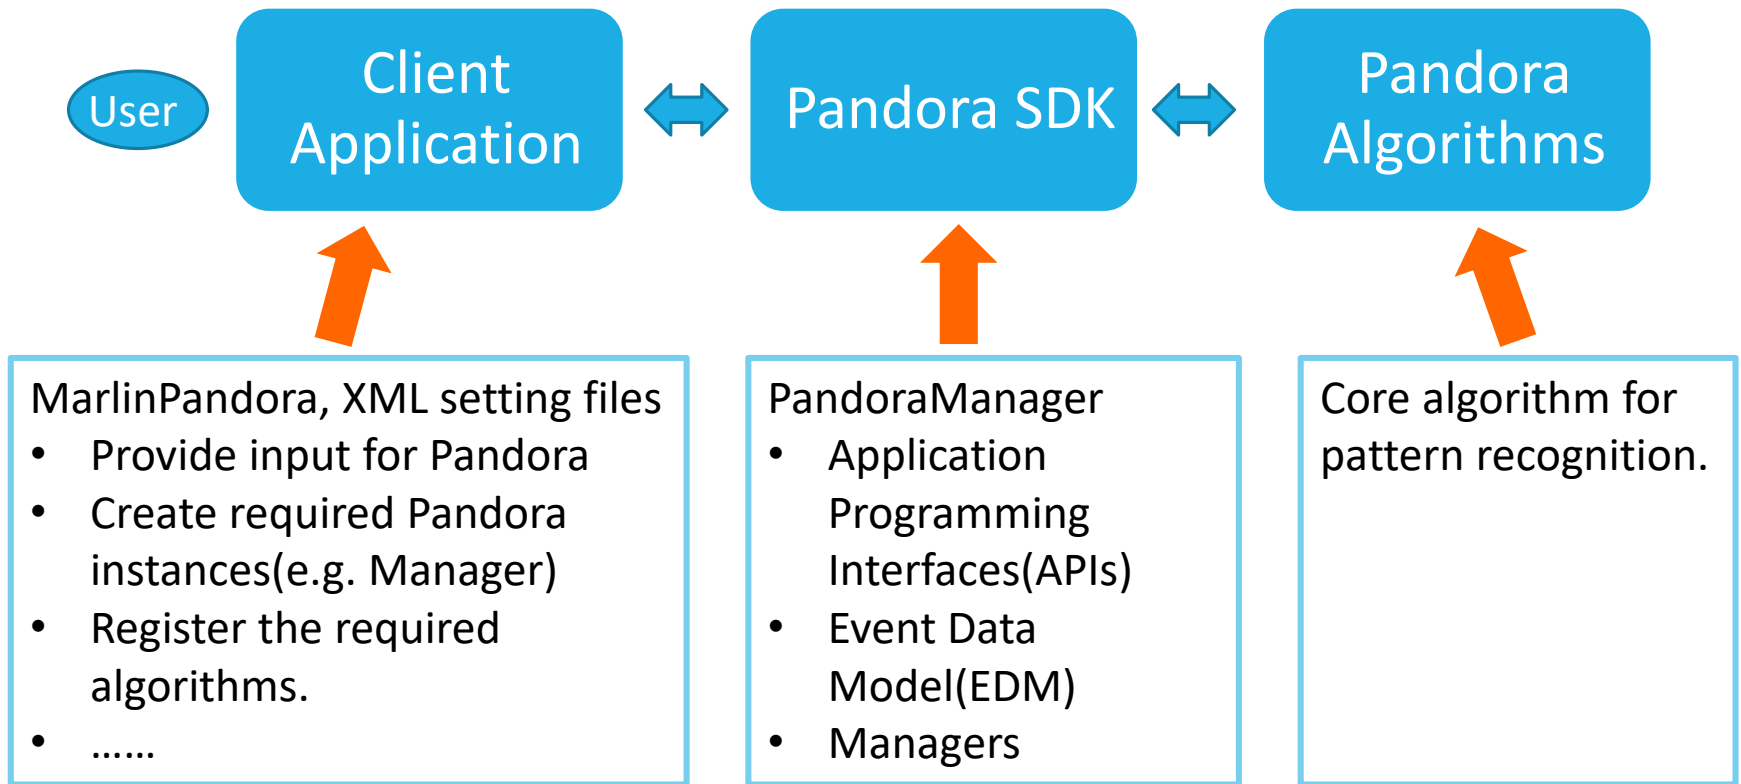 User
Client
Application
Pandora SDK
Pandora
Algorithms
MarlinPandora, XML setting files
• Provide input for Pandora
• Create required Pandora
instances(e.g. Manager)
• Register the required
algorithms.
• ......
PandoraManager
• Application
Programming
Interfaces(APIs)
• Event Data
Model(EDM)
• Managers
Core algorithm for
pattern recognition.